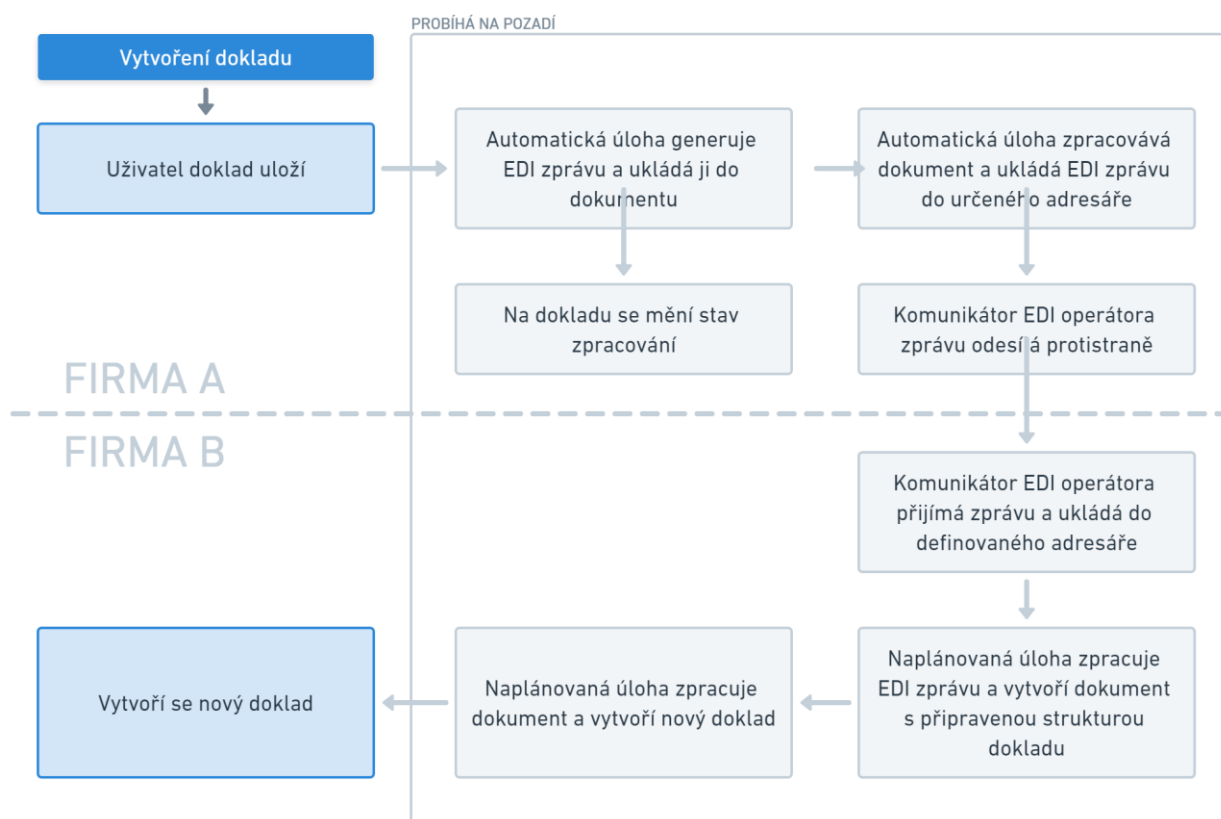 PROBÍHÁ NA POZADÍ
Vytvoření dokladu
Uživatel doklad uloží
Automatická úloha generuje
EDI zprávu a ukládá ji do
dokumentu
Automatická úloha zpracovává
dokument a ukládá EDI zprávu
do určeného adresáře
Na dokladu se mění stav
zpracování
Komunikátor EDI operátora
zprávu odesílá protistraně
FIRMA A
FIRMA B
Komunikátor EDI operátora
přijímá zprávu a ukládá do
definovaného adresáře
Naplánovaná úloha zpracuje
EDI zprávu a vytvoří dokument
s připravenou strukturou
dokladu
Naplánovaná úloha zpracuje
dokument a vytvoří nový doklad
Vytvoří se nový doklad